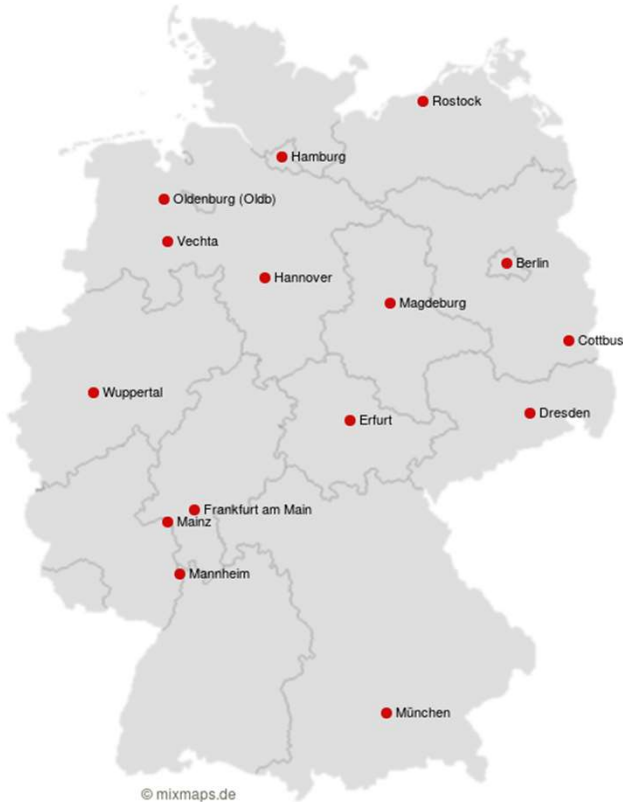 Rostock
Hamburg
Oldenburg (Oldb)
Vechta
Berlin
Hannover
Magdeburg
Cottbus
Wuppertal
Dresden
Erfurt
Frankfurt am Main
Mainz
Mannheim
München
© mixmaps.de